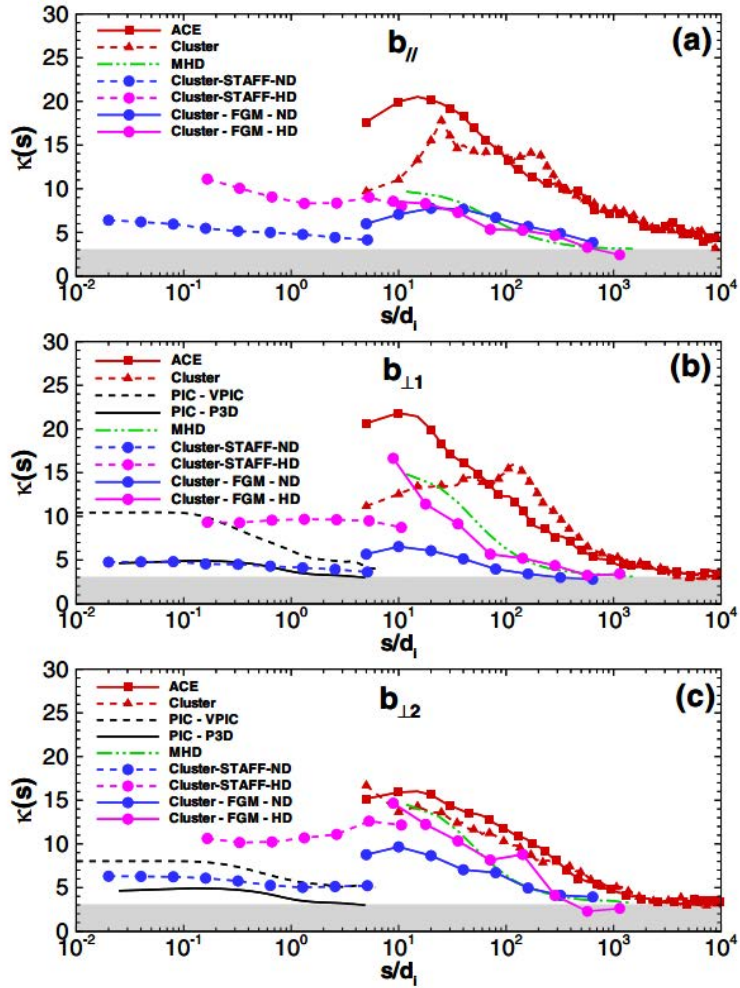 (a)
b//
ACE
Cluster
MHD
Cluster-STAFF-ND
Cluster-STAFF-HD
Cluster - FGM - ND
Cluster - FGM - HD
κ(s)
30
25
20
15
10
5
0
10⁻² 10⁻¹ 10⁰ 10¹ 10² 10³ 10⁴
s/dᵢ
(b)
b⊥1
ACE
Cluster
PIC - VPIC
PIC - P3D
MHD
Cluster-STAFF-ND
Cluster-STAFF-HD
Cluster - FGM - ND
Cluster - FGM - HD
κ(s)
30
25
20
15
10
5
0
10⁻² 10⁻¹ 10⁰ 10¹ 10² 10³ 10⁴
s/dᵢ
(c)
b⊥2
ACE
Cluster
PIC - VPIC
PIC - P3D
MHD
Cluster-STAFF-ND
Cluster-STAFF-HD
Cluster - FGM - ND
Cluster - FGM - HD
κ(s)
30
25
20
15
10
5
0
10⁻² 10⁻¹ 10⁰ 10¹ 10² 10³ 10⁴
s/dᵢ